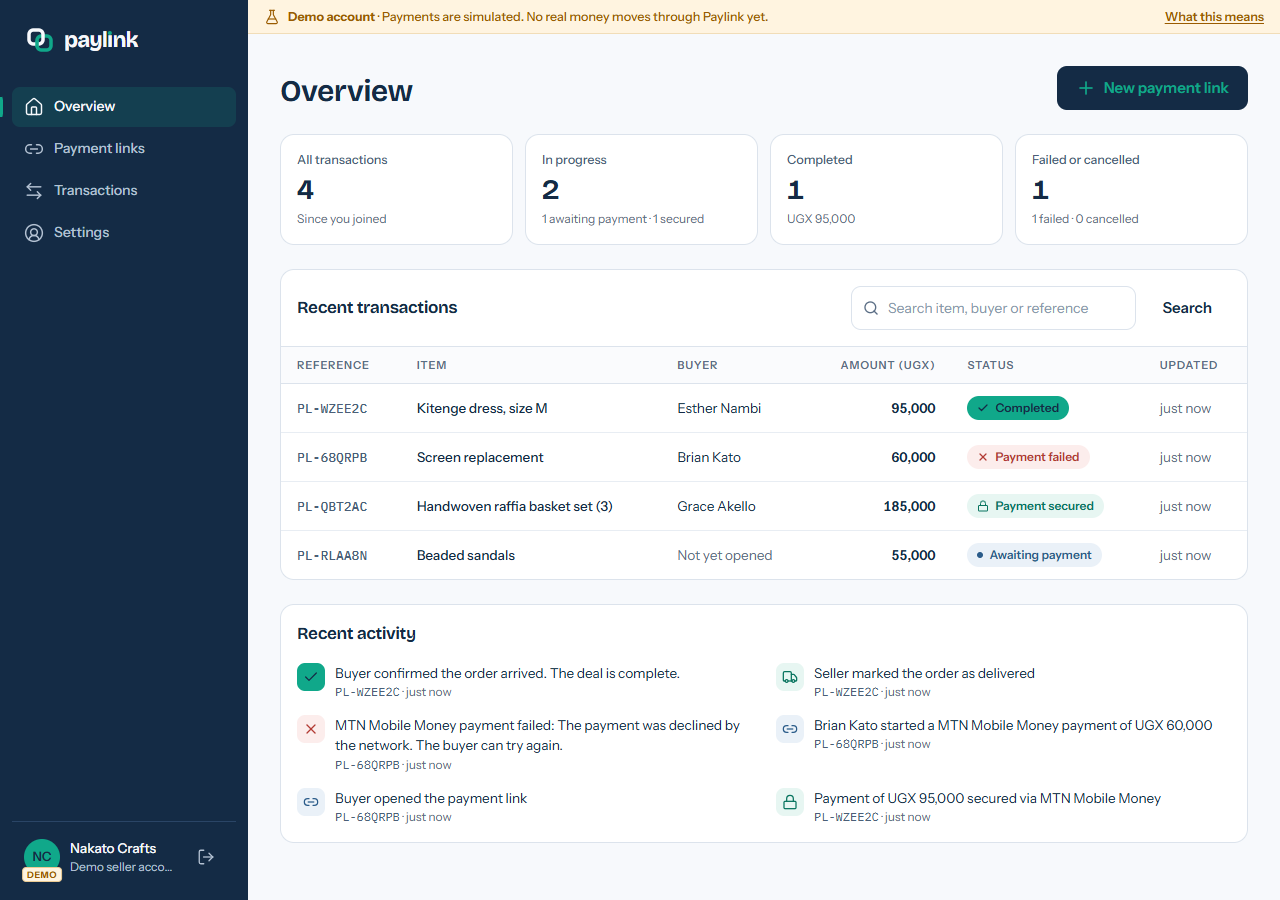 Demo account · Payments are simulated. No real money moves through Paylink yet.
What this means
paylink
Overview
Payment links
Transactions
Settings
Nakato Crafts
Demo seller acco...
NC
DEMO
Overview
New payment link
All transactions
4
Since you joined
In progress
2
1 awaiting payment · 1 secured
Completed
1
UGX 95,000
Failed or cancelled
1
1 failed · 0 cancelled
Recent transactions
Search item, buyer or reference
Search
REFERENCE ITEM BUYER AMOUNT (UGX) STATUS UPDATED
PL-WZEE2C Kitenge dress, size M Esther Nambi 95,000 Completed just now
PL-68QRPB Screen replacement Brian Kato 60,000 Payment failed just now
PL-QBT2AC Handwoven raffia basket set (3) Grace Akello 185,000 Payment secured just now
PL-RLAA8N Beaded sandals Not yet opened 55,000 Awaiting payment just now
Recent activity
Buyer confirmed the order arrived. The deal is complete.
PL-WZEE2C · just now
Seller marked the order as delivered
PL-WZEE2C · just now
MTN Mobile Money payment failed: The payment was declined by
the network. The buyer can try again.
PL-68QRPB · just now
Brian Kato started a MTN Mobile Money payment of UGX 60,000
PL-68QRPB · just now
Buyer opened the payment link
PL-68QRPB · just now
Payment of UGX 95,000 secured via MTN Mobile Money
PL-WZEE2C · just now